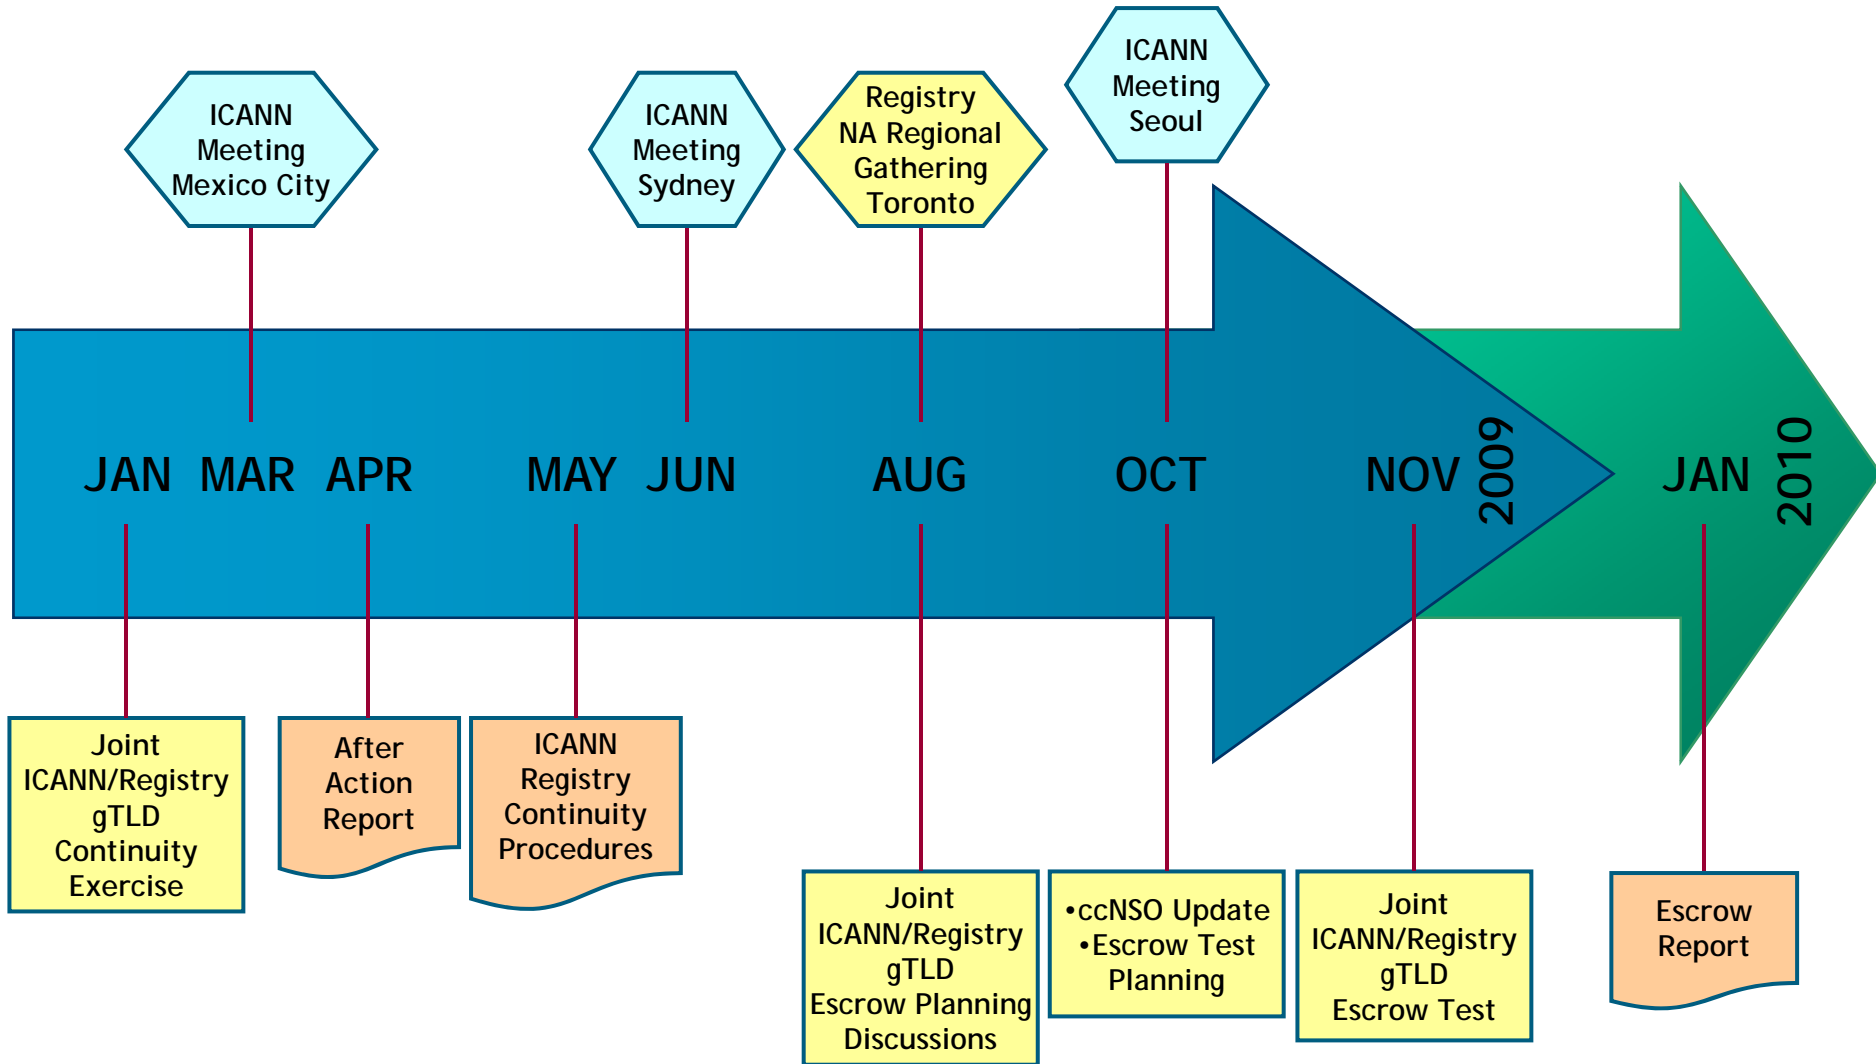 ICANN
Meeting
Mexico City
ICANN
Meeting
Sydney
Registry
NA Regional
Gathering
Toronto
ICANN
Meeting
Seoul
JAN MAR APR MAY JUN AUG OCT NOV 2009 JAN 2010
Joint
ICANN/Registry
gTLD
Continuity
Exercise
After
Action
Report
ICANN
Registry
Continuity
Procedures
Joint
ICANN/Registry
gTLD
Escrow Planning
Discussions
•ccNSO Update
•Escrow Test
Planning
Joint
ICANN/Registry
gTLD
Escrow Test
Escrow
Report